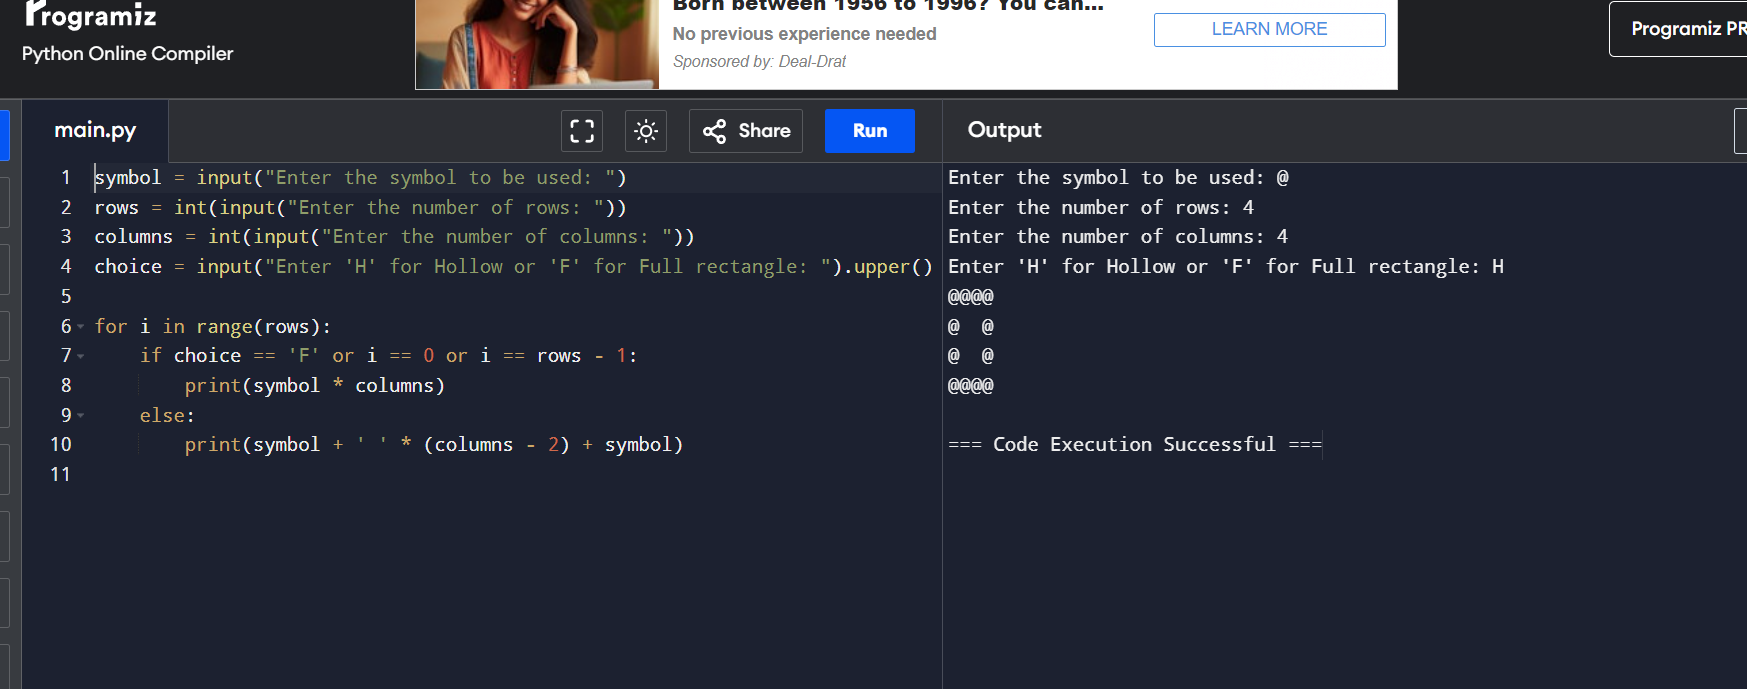 Programiz
Python Online Compiler
Born between 1956 to 1996? You can...
No previous experience needed
Sponsored by: Deal-Drat
LEARN MORE
Programiz PR
main.py
Share
Run
Output
1 symbol = input("Enter the symbol to be used: ")
2 rows = int(input("Enter the number of rows: "))
3 columns = int(input("Enter the number of columns: "))
4 choice = input("Enter 'H' for Hollow or 'F' for Full rectangle: ").upper()
5
6 for i in range(rows):
7     if choice == 'F' or i == 0 or i == rows - 1:
8         print(symbol * columns)
9     else:
10         print(symbol + ' ' * (columns - 2) + symbol)
11
Enter the symbol to be used: @
Enter the number of rows: 4
Enter the number of columns: 4
Enter 'H' for Hollow or 'F' for Full rectangle: H
@@@@
@  @
@  @
@@@@
=== Code Execution Successful ===